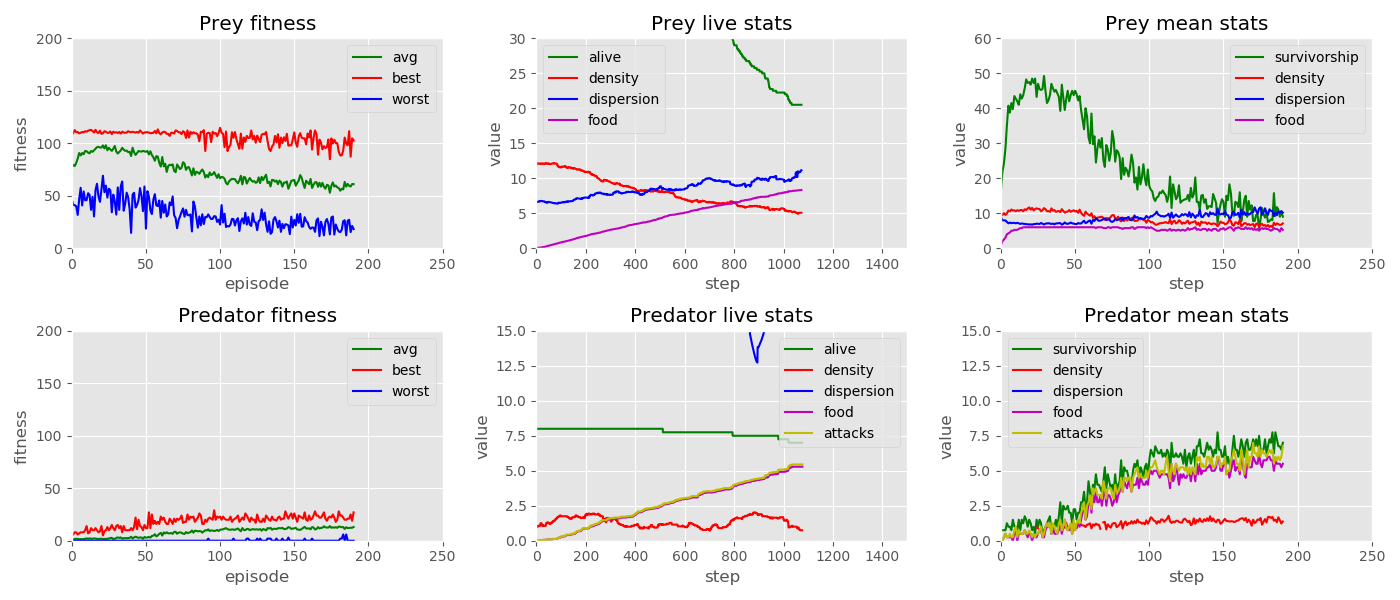 Prey fitness
200
150
100
50
0
fitness
0 50 100 150 200 250
episode
avg
best
worst
Prey live stats
30
25
20
15
10
5
0
value
0 200 400 600 800 1000 1200 1400
step
alive
density
dispersion
food
Prey mean stats
60
50
40
30
20
10
0
value
0 50 100 150 200 250
step
survivorship
density
dispersion
food
Predator fitness
200
150
100
50
0
fitness
0 50 100 150 200 250
episode
avg
best
worst
Predator live stats
15.0
12.5
10.0
7.5
5.0
2.5
0.0
value
0 200 400 600 800 1000 1200 1400
step
alive
density
dispersion
food
attacks
Predator mean stats
15.0
12.5
10.0
7.5
5.0
2.5
0.0
value
0 50 100 150 200 250
step
survivorship
density
dispersion
food
attacks